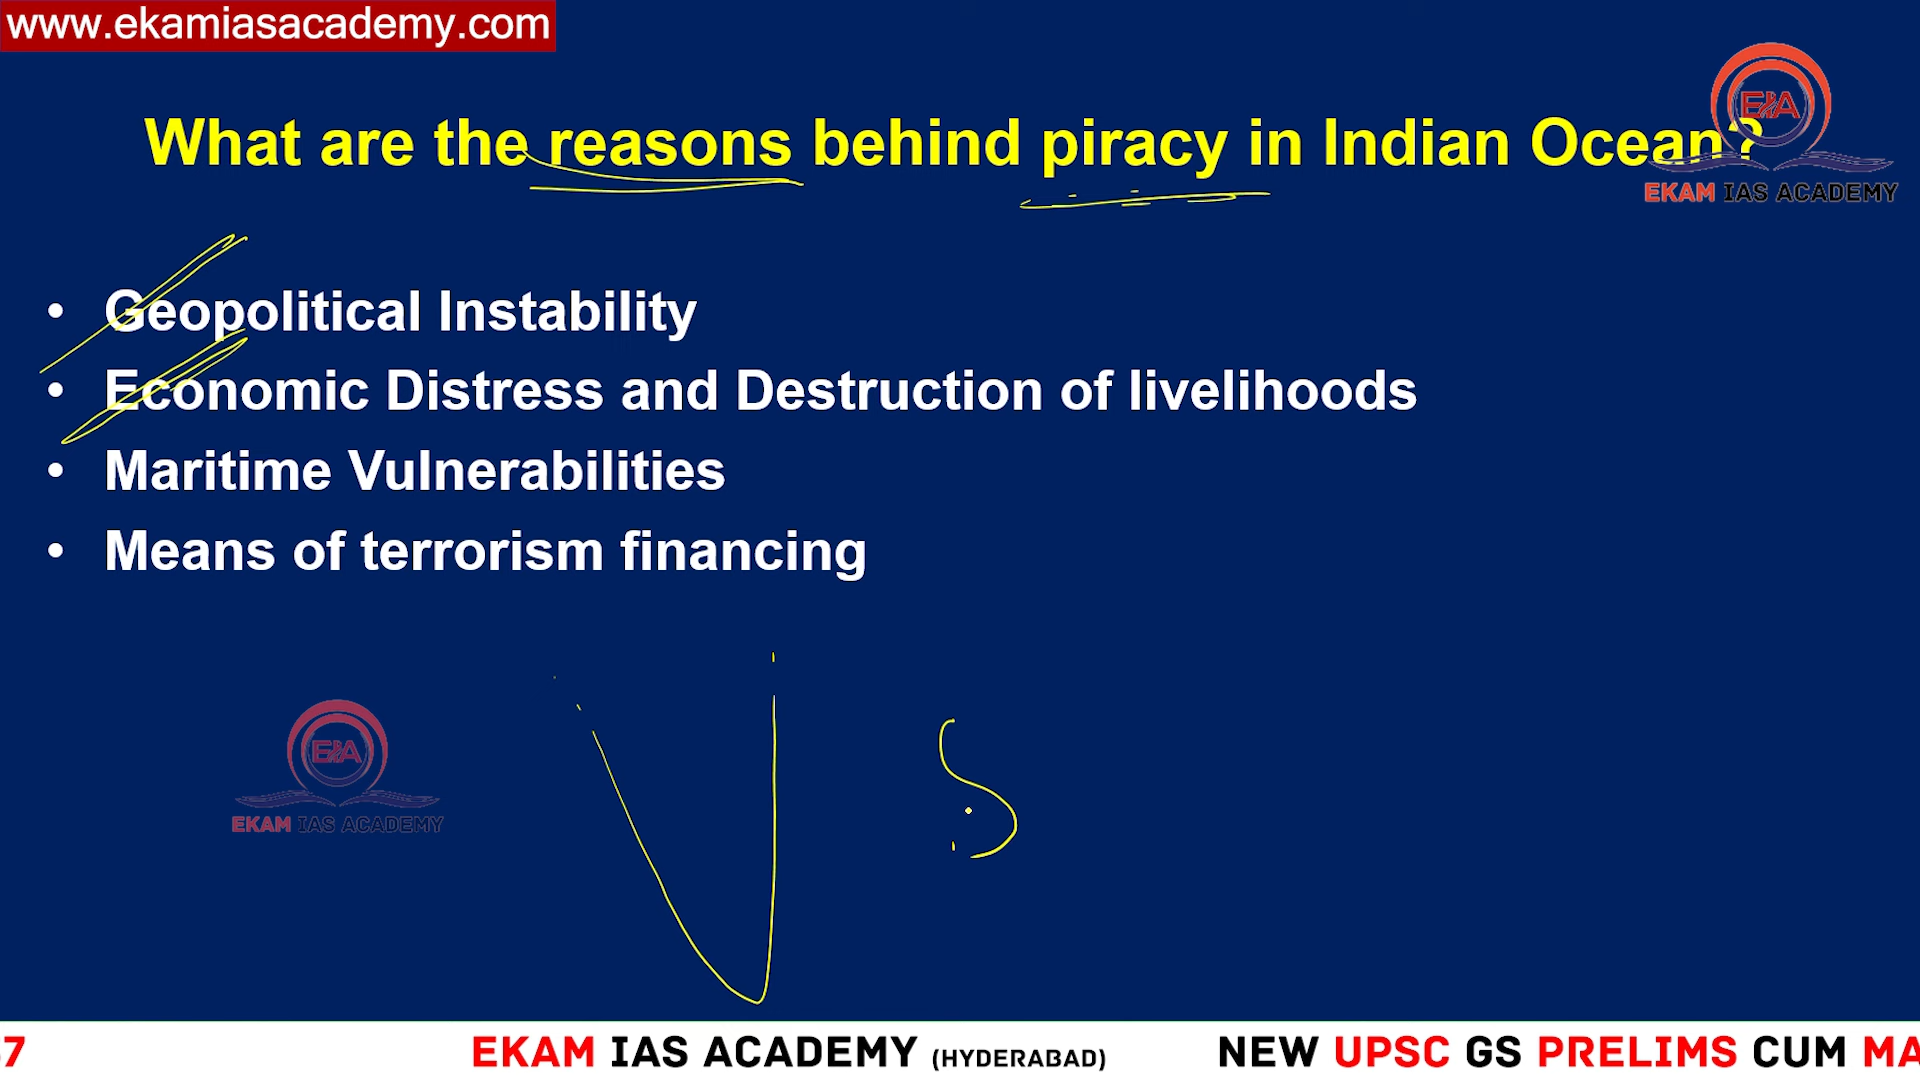 www.ekamiasacademy.com
EKAM IAS ACADEMY
What are the reasons behind piracy in Indian Ocean?
• Geopolitical Instability
• Economic Distress and Destruction of livelihoods
• Maritime Vulnerabilities
• Means of terrorism financing
V S
EKAM IAS ACADEMY
7 EKAM IAS ACADEMY (HYDERABAD) NEW UPSC GS PRELIMS CUM MA